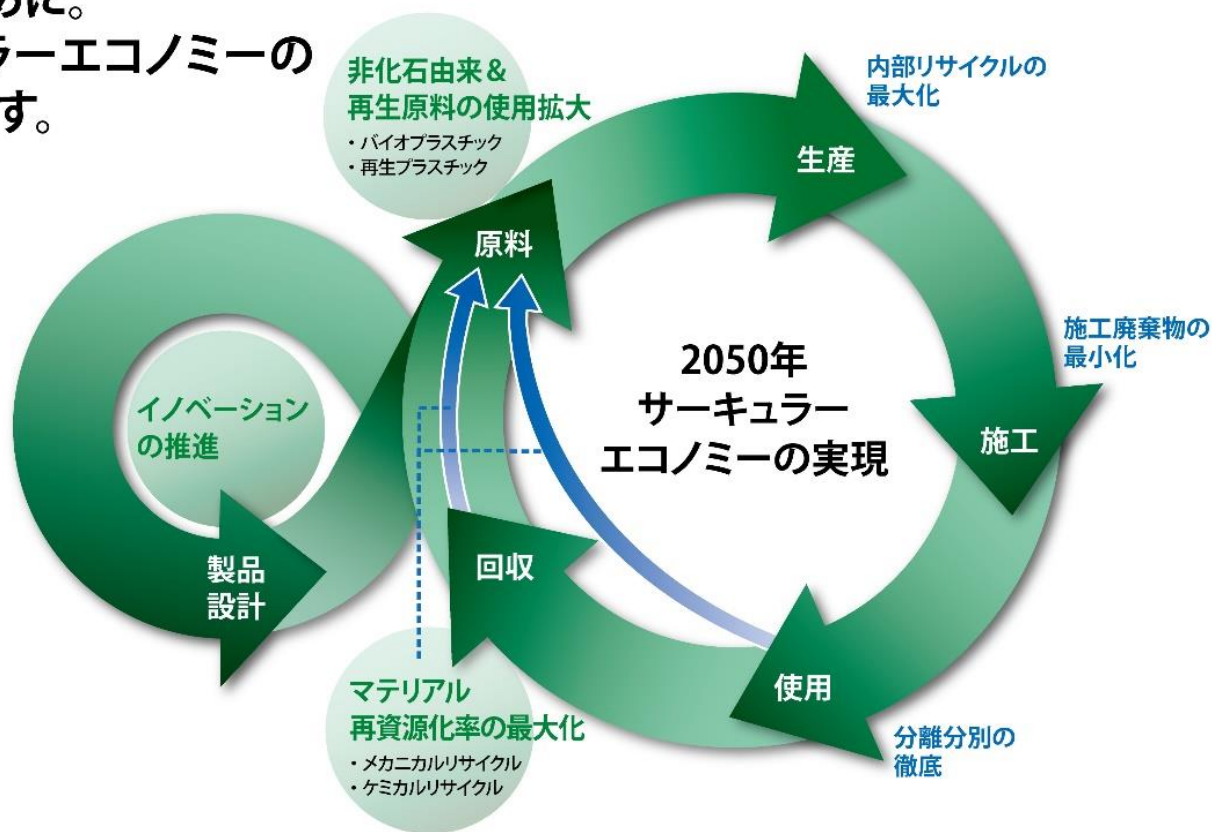 めに。
ラーエコノミーの
す。
非化石由来＆
再生原料の使用拡大
・バイオプラスチック
・再生プラスチック
内部リサイクルの
最大化
生産
原料
施工廃棄物の
最小化
2050年
サーキュラー
エコノミーの実現
イノベーション
の推進
施工
製品
設計
回収
使用
マテリアル
再資源化率の最大化
・メカニカルリサイクル
・ケミカルリサイクル
分離分別の
徹底